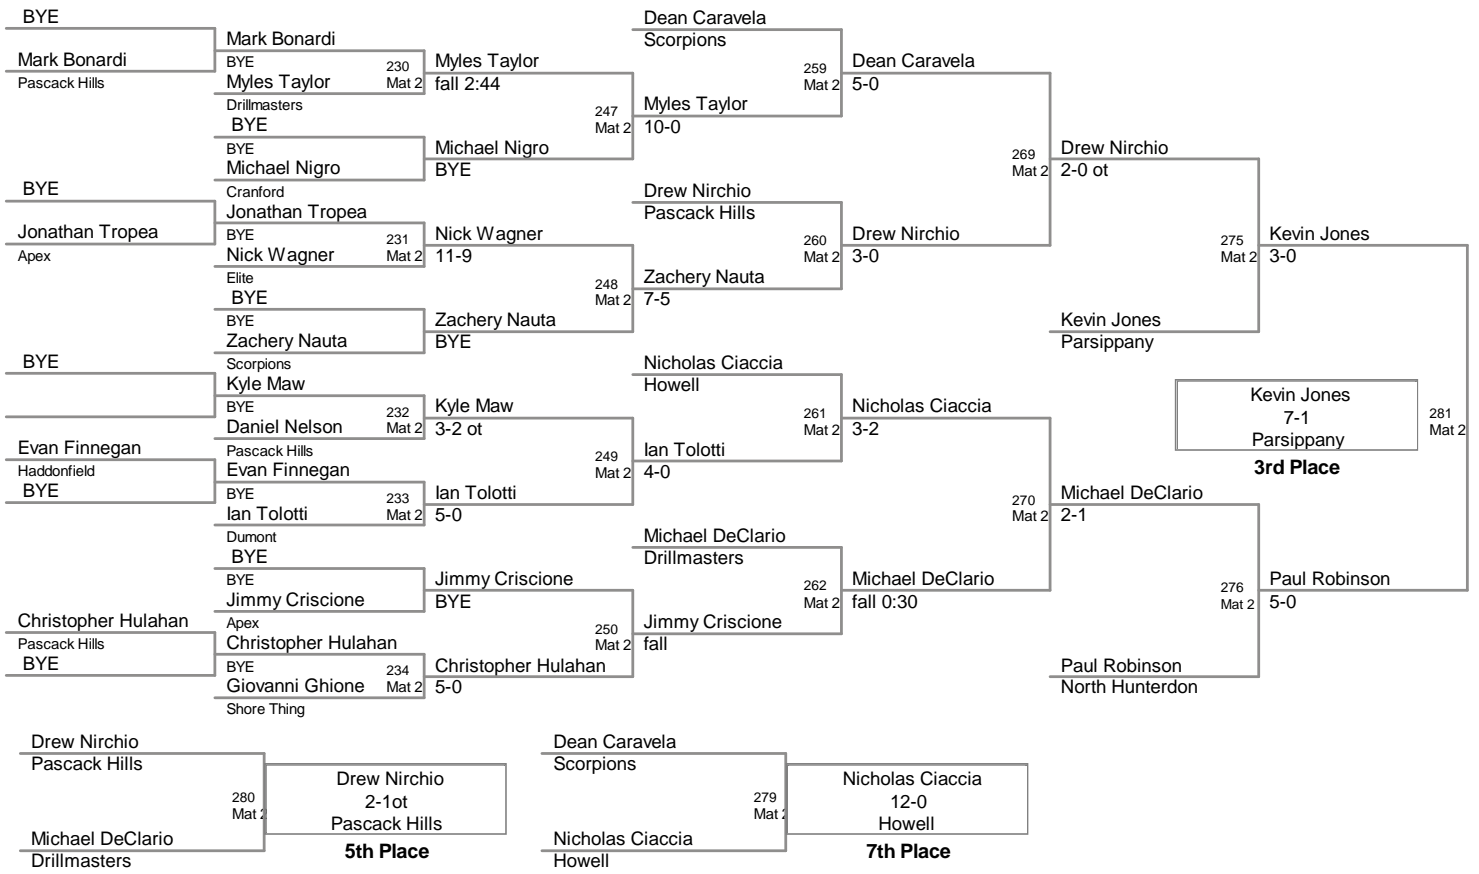 BYE
Mark Bonardi
Pascack Hills
BYE
Jonathan Tropea
Apex
BYE
Evan Finnegan
Haddonfield
BYE
Christopher Hulahan
Pascack Hills
BYE
Mark Bonardi
BYE
Myles Taylor
Drillmasters
230
Mat 2
BYE
BYE
Michael Nigro
Cranford
Jonathan Tropea
BYE
Nick Wagner
Elite
231
Mat 2
BYE
BYE
Zachery Nauta
Scorpions
Kyle Maw
BYE
Daniel Nelson
Pascack Hills
232
Mat 2
Evan Finnegan
BYE
Ian Tolotti
Dumont
233
Mat 2
BYE
BYE
Jimmy Criscione
Apex
Christopher Hulahan
BYE
Giovanni Ghione
Shore Thing
234
Mat 2
Myles Taylor
fall 2:44
247
Mat 2
Michael Nigro
BYE
Nick Wagner
11-9
248
Mat 2
Zachery Nauta
BYE
Kyle Maw
3-2 ot
249
Mat 2
Ian Tolotti
5-0
Jimmy Criscione
BYE
250
Mat 2
Christopher Hulahan
5-0
Dean Caravela
Scorpions
259
Mat 2
Myles Taylor
10-0
Drew Nirchio
Pascack Hills
260
Mat 2
Zachery Nauta
7-5
Nicholas Ciaccia
Howell
261
Mat 2
Ian Tolotti
4-0
Michael DeClario
Drillmasters
262
Mat 2
Jimmy Criscione
fall
Dean Caravela
5-0
269
Mat 2
Drew Nirchio
3-0
Nicholas Ciaccia
3-2
270
Mat 2
Michael DeClario
fall 0:30
Drew Nirchio
2-0 ot
275
Mat 2
Kevin Jones
Parsippany
Michael DeClario
2-1
276
Mat 2
Paul Robinson
North Hunterdon
Kevin Jones
3-0
Kevin Jones
7-1
Parsippany
3rd Place
281
Mat 2
Paul Robinson
5-0
Drew Nirchio
Pascack Hills
280
Mat 2
Michael DeClario
Drillmasters
Drew Nirchio
2-1ot
Pascack Hills
5th Place
Dean Caravela
Scorpions
279
Mat 2
Nicholas Ciaccia
Howell
Nicholas Ciaccia
12-0
Howell
7th Place